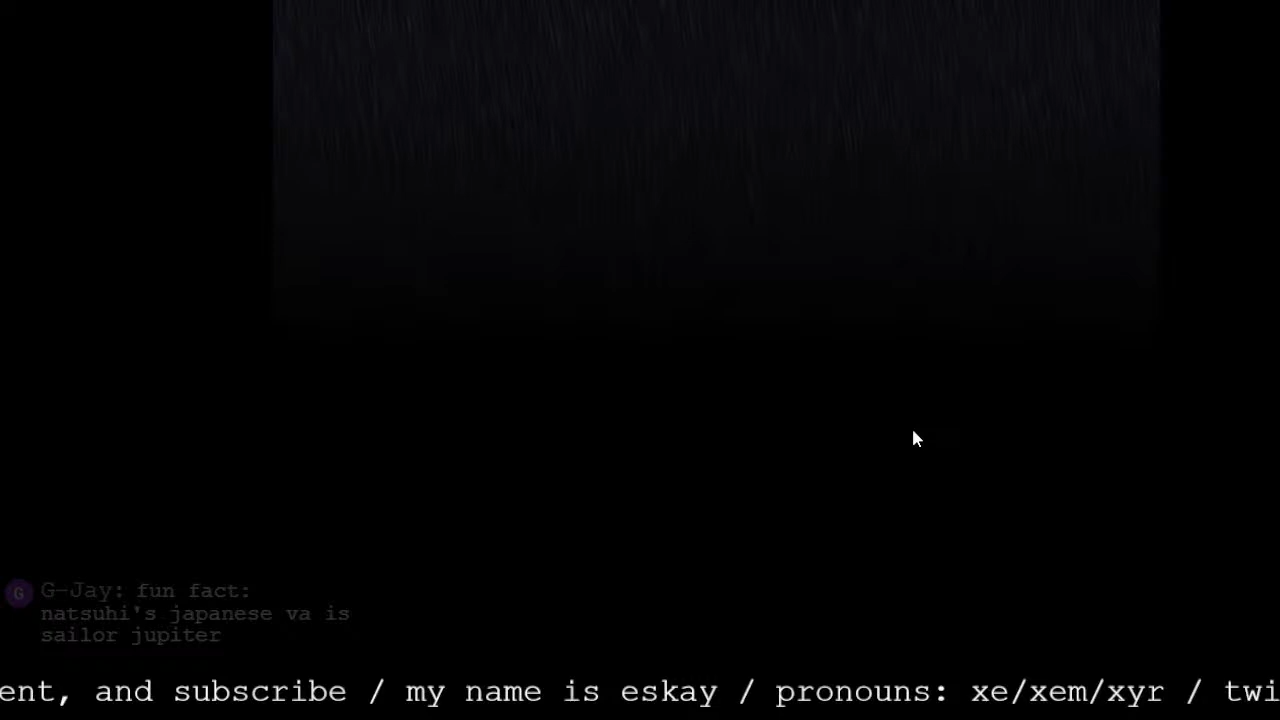 G
G-Jay: fun fact:
natsuhi's japanese va is
sailor jupiter
ent, and subscribe / my name is eskay / pronouns: xe/xem/xyr / twi